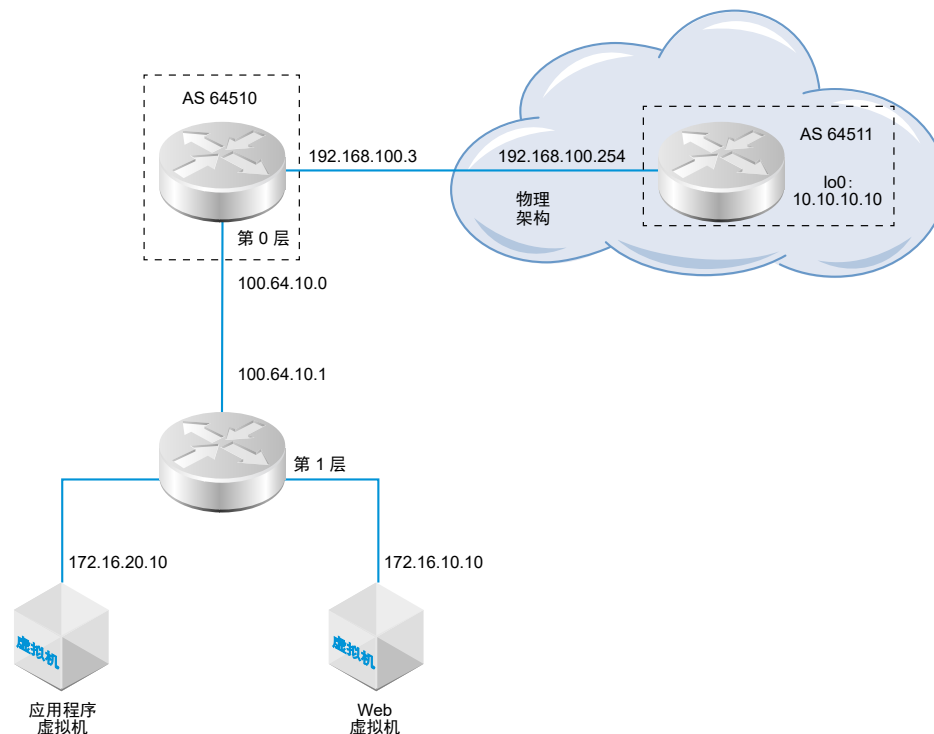 AS 64510
AS 64511
192.168.100.3
192.168.100.254
lo0：
10.10.10.10
物理
架构
第 0 层
100.64.10.0
100.64.10.1
第 1 层
172.16.20.10
172.16.10.10
虚拟机
虚拟机
应用程序
虚拟机
Web
虚拟机